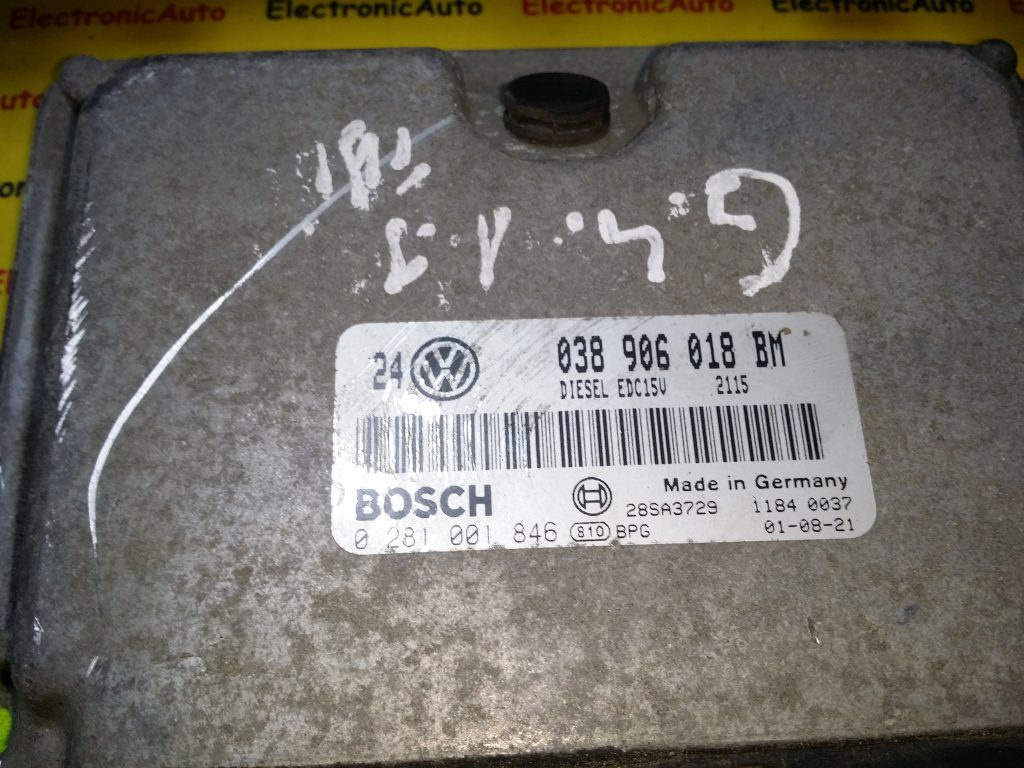 ElectronicAuto ElectronicAuto ElectronicAuto ElectronicAuto
24 038 906 018 BM
DIESEL EDC15V 2115
BOSCH
Made in Germany
28SA3729 1184 0037
0 281 001 846 810 BPG 01-08-21